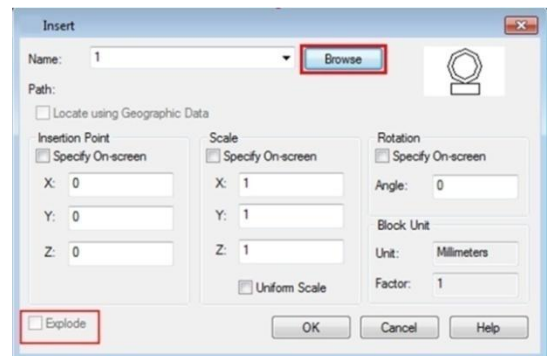 Insert
Name: 1 Browse
Path:
Locate using Geographic Data
Insertion Point Scale Rotation
Specify On-screen Specify On-screen Specify On-screen
X: 0 X: 1 Angle: 0
Y: 0 Y: 1 Block Unit
Z: 0 Z: 1 Unit: Millimeters
Uniform Scale Factor: 1
Explode OK Cancel Help